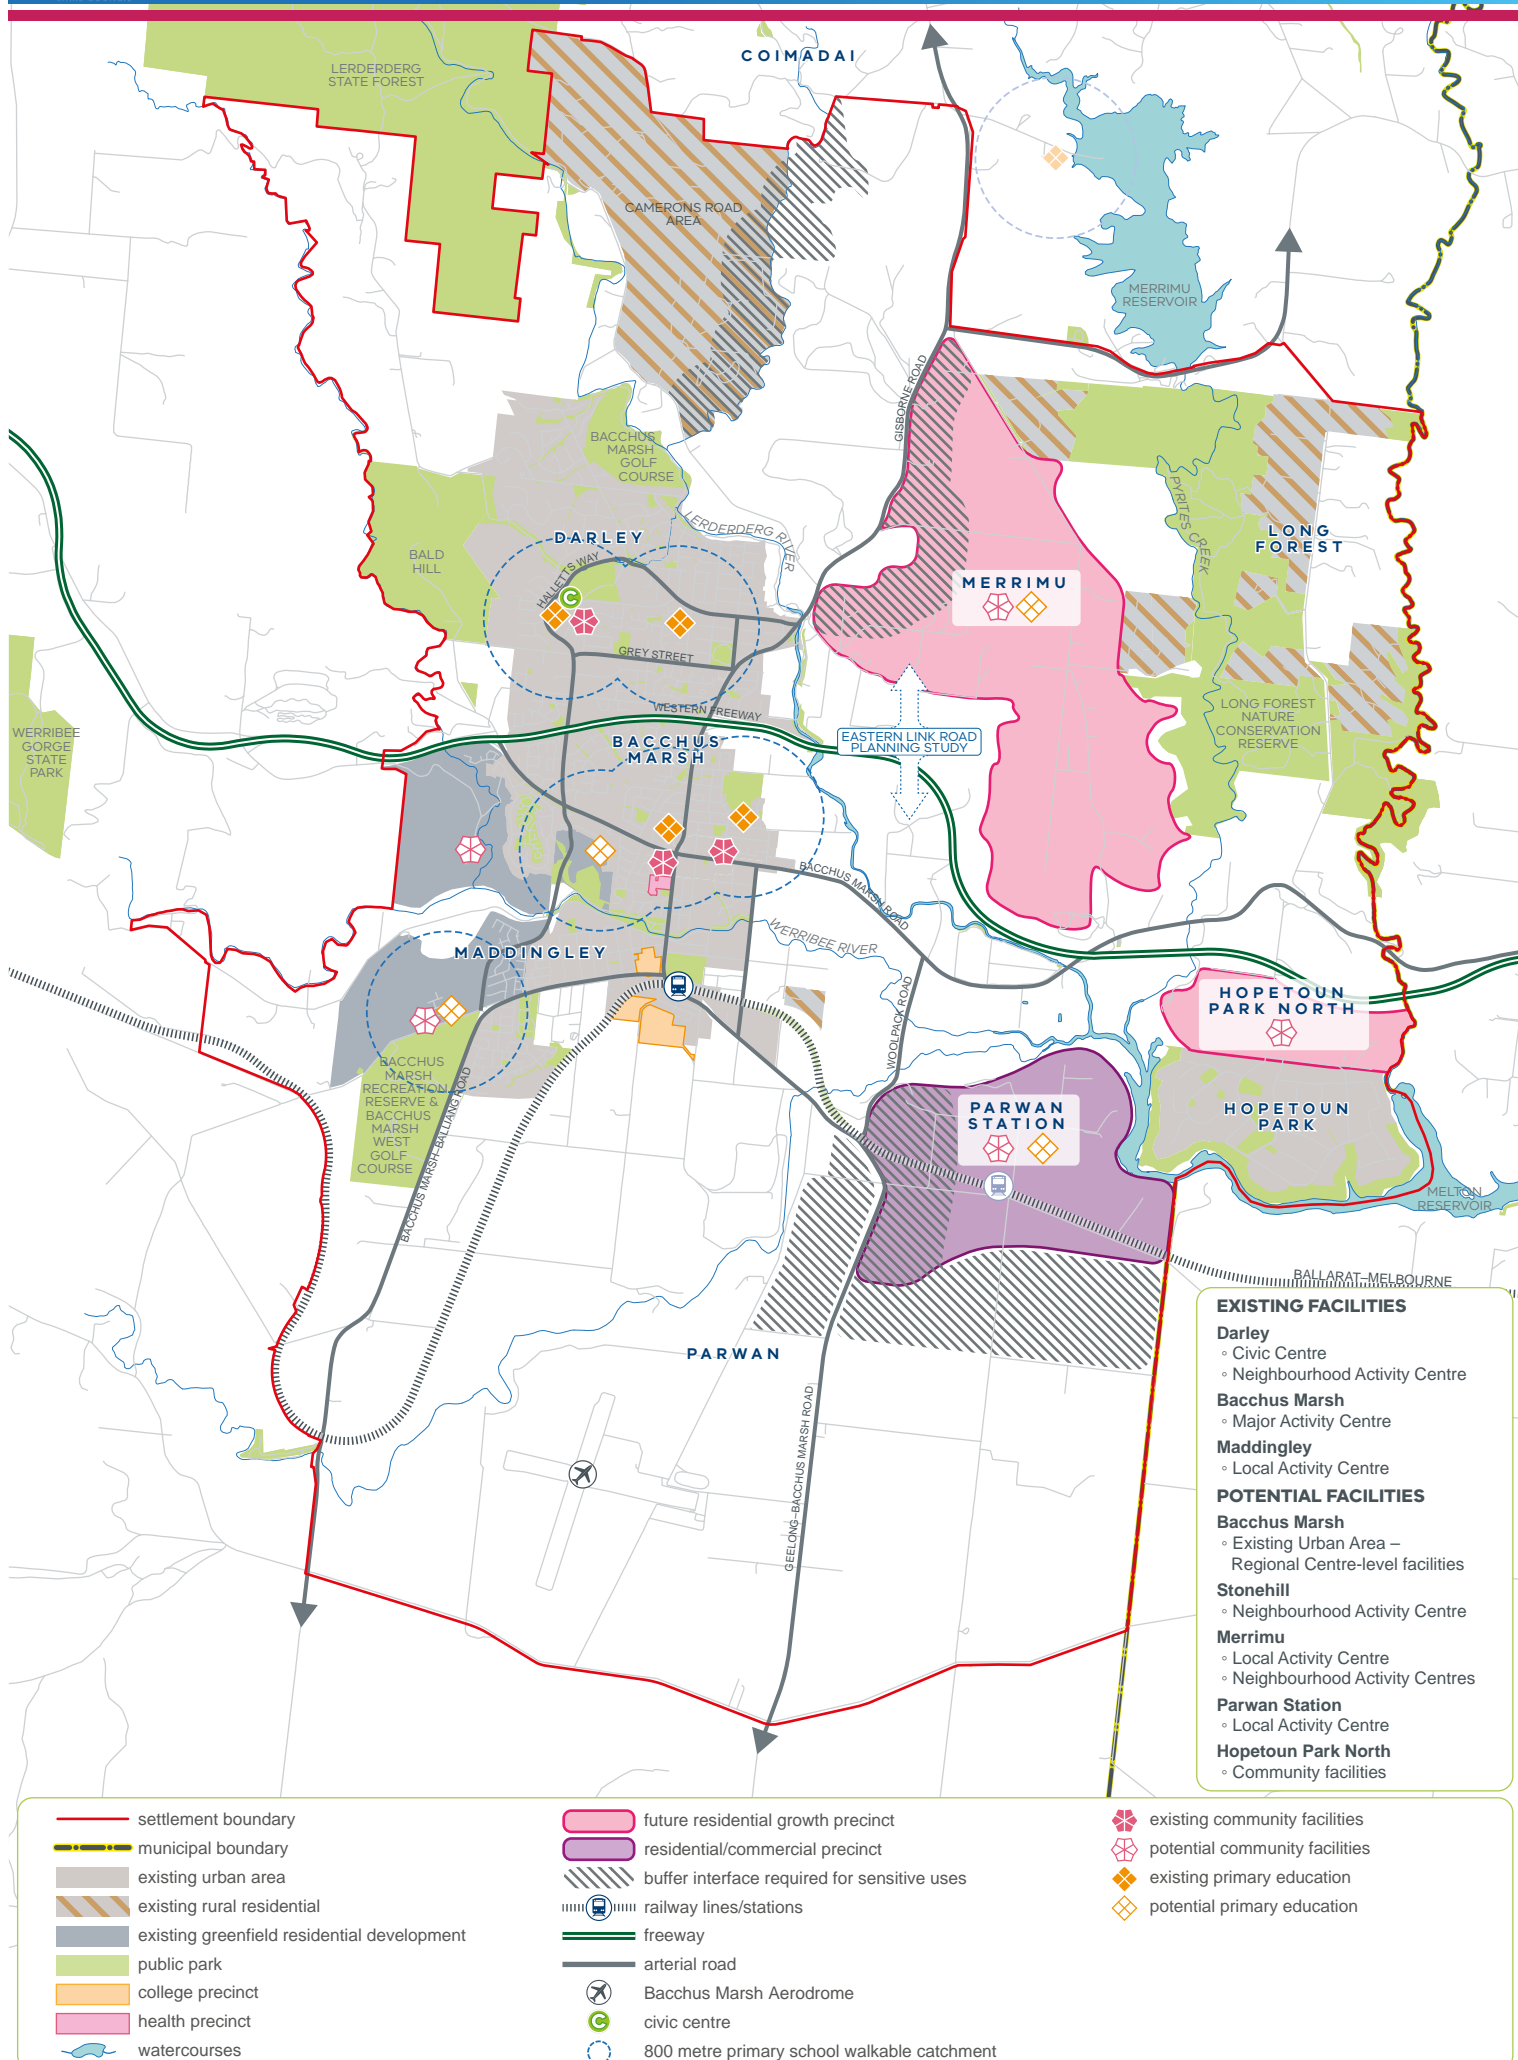 COIMADAI
LERDERDERG
STATE FOREST
CAMERONS ROAD
AREA
MERRIMU
RESERVOIR
GISBORNE ROAD
BACCHUS
MARSH
GOLF
COURSE
LERDERDERG RIVER
PYRITES CREEK
LONG
FOREST
DARLEY
BALD
HILL
HALLETTS WAY
C
MERRIMU
GREY STREET
WESTERN FREEWAY
LONG FOREST
NATURE
CONSERVATION
RESERVE
WERRIBEE
GORGE
STATE
PARK
BACCHUS
MARSH
EASTERN LINK ROAD
PLANNING STUDY
BACCHUS MARSH ROAD
WERRIBEE RIVER
MADDINGLEY
WOOLPACK ROAD
HOPETOUN
PARK NORTH
BACCHUS
MARSH
RECREATION
RESERVE &
BACCHUS
MARSH
WEST
GOLF
COURSE
BACCHUS MARSH–BALLIANG ROAD
PARWAN
STATION
HOPETOUN
PARK
MELTON
RESERVOIR
BALLARAT–MELBOURNE
PARWAN
GEELONG–BACCHUS MARSH ROAD
EXISTING FACILITIES
Darley
◦ Civic Centre
◦ Neighbourhood Activity Centre
Bacchus Marsh
◦ Major Activity Centre
Maddingley
◦ Local Activity Centre
POTENTIAL FACILITIES
Bacchus Marsh
◦ Existing Urban Area –
Regional Centre-level facilities
Stonehill
◦ Neighbourhood Activity Centre
Merrimu
◦ Local Activity Centre
◦ Neighbourhood Activity Centres
Parwan Station
◦ Local Activity Centre
Hopetoun Park North
◦ Community facilities
settlement boundary
municipal boundary
existing urban area
existing rural residential
existing greenfield residential development
public park
college precinct
health precinct
watercourses
future residential growth precinct
residential/commercial precinct
buffer interface required for sensitive uses
railway lines/stations
freeway
arterial road
Bacchus Marsh Aerodrome
C civic centre
800 metre primary school walkable catchment
existing community facilities
potential community facilities
existing primary education
potential primary education